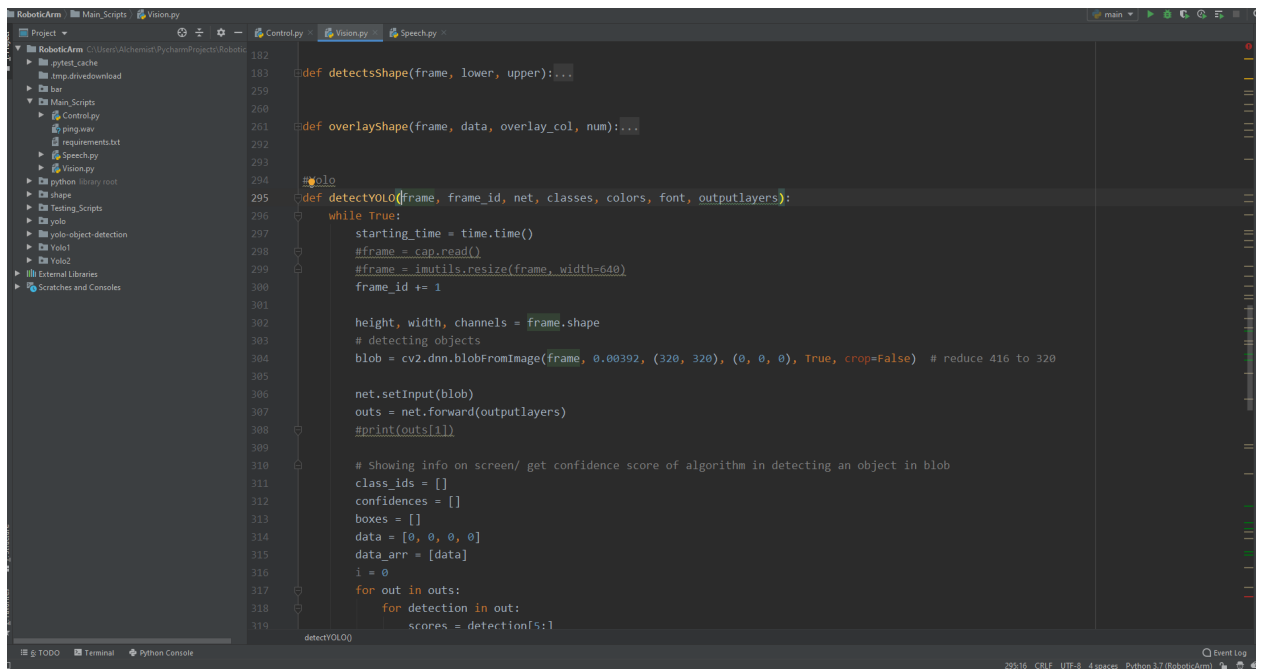 RoboticArm Main_Scripts Vision.py
main
Project
Control.py
Vision.py
Speech.py
RoboticArm C:\Users\Alchemist\PycharmProjects\Robotic
.pytest_cache
.tmp.drivedownload
bar
Main_Scripts
Control.py
ping.wav
requirements.txt
Speech.py
Vision.py
python library root
shape
Testing_Scripts
yolo
yolo-object-detection
Yolo1
Yolo2
External Libraries
Scratches and Consoles
182
183 def detectsShape(frame, lower, upper):...
259
260
261 def overlayShape(frame, data, overlay_col, num):...
292
293
294 #Yolo
295 def detectYOLO(frame, frame_id, net, classes, colors, font, outputlayers):
296 while True:
297 starting_time = time.time()
298 #frame = cap.read()
299 #frame = imutils.resize(frame, width=640)
300 frame_id += 1
301
302 height, width, channels = frame.shape
303 # detecting objects
304 blob = cv2.dnn.blobFromImage(frame, 0.00392, (320, 320), (0, 0, 0), True, crop=False) # reduce 416 to 320
305
306 net.setInput(blob)
307 outs = net.forward(outputlayers)
308 #print(outs[1])
309
310 # Showing info on screen/ get confidence score of algorithm in detecting an object in blob
311 class_ids = []
312 confidences = []
313 boxes = []
314 data = [0, 0, 0, 0]
315 data_arr = [data]
316 i = 0
317 for out in outs:
318 for detection in out:
319 scores = detection[5:]
detectYOLO()
6: TODO Terminal Python Console
Event Log
295:16 CRLF UTF-8 4 spaces Python 3.7 (RoboticArm)